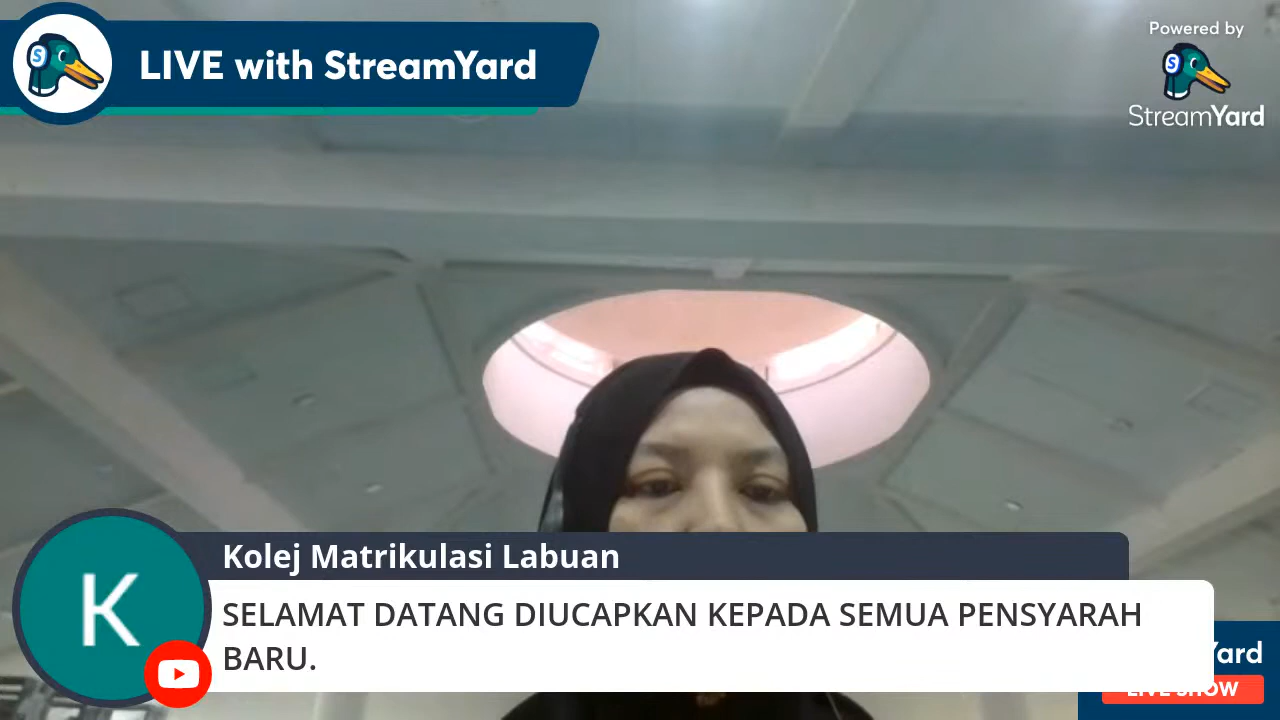 LIVE with StreamYard
Powered by
StreamYard
Kolej Matrikulasi Labuan
K
SELAMAT DATANG DIUCAPKAN KEPADA SEMUA PENSYARAH
BARU.